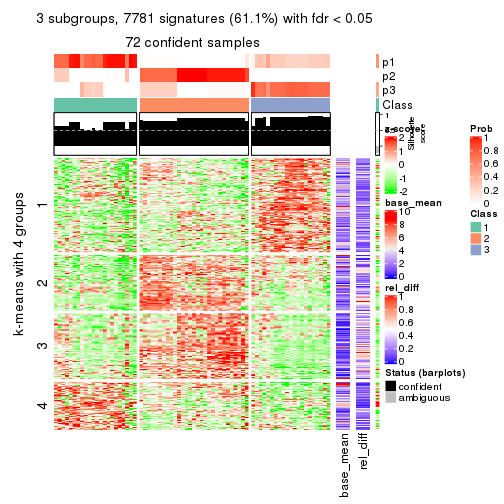 3 subgroups, 7781 signatures (61.1%) with fdr < 0.05
72 confident samples
p1
p2
p3
Class
1
Silhouette
score
k-means with 4 groups
1
2
3
4
base_mean
rel_diff
z-score
2
1
0
-1
-2
base_mean
10
8
6
4
2
0
rel_diff
1
0.8
0.6
0.4
0.2
0
Status (barplots)
confident
ambiguous
Prob
1
0.8
0.6
0.4
0.2
0
Class
1
2
3